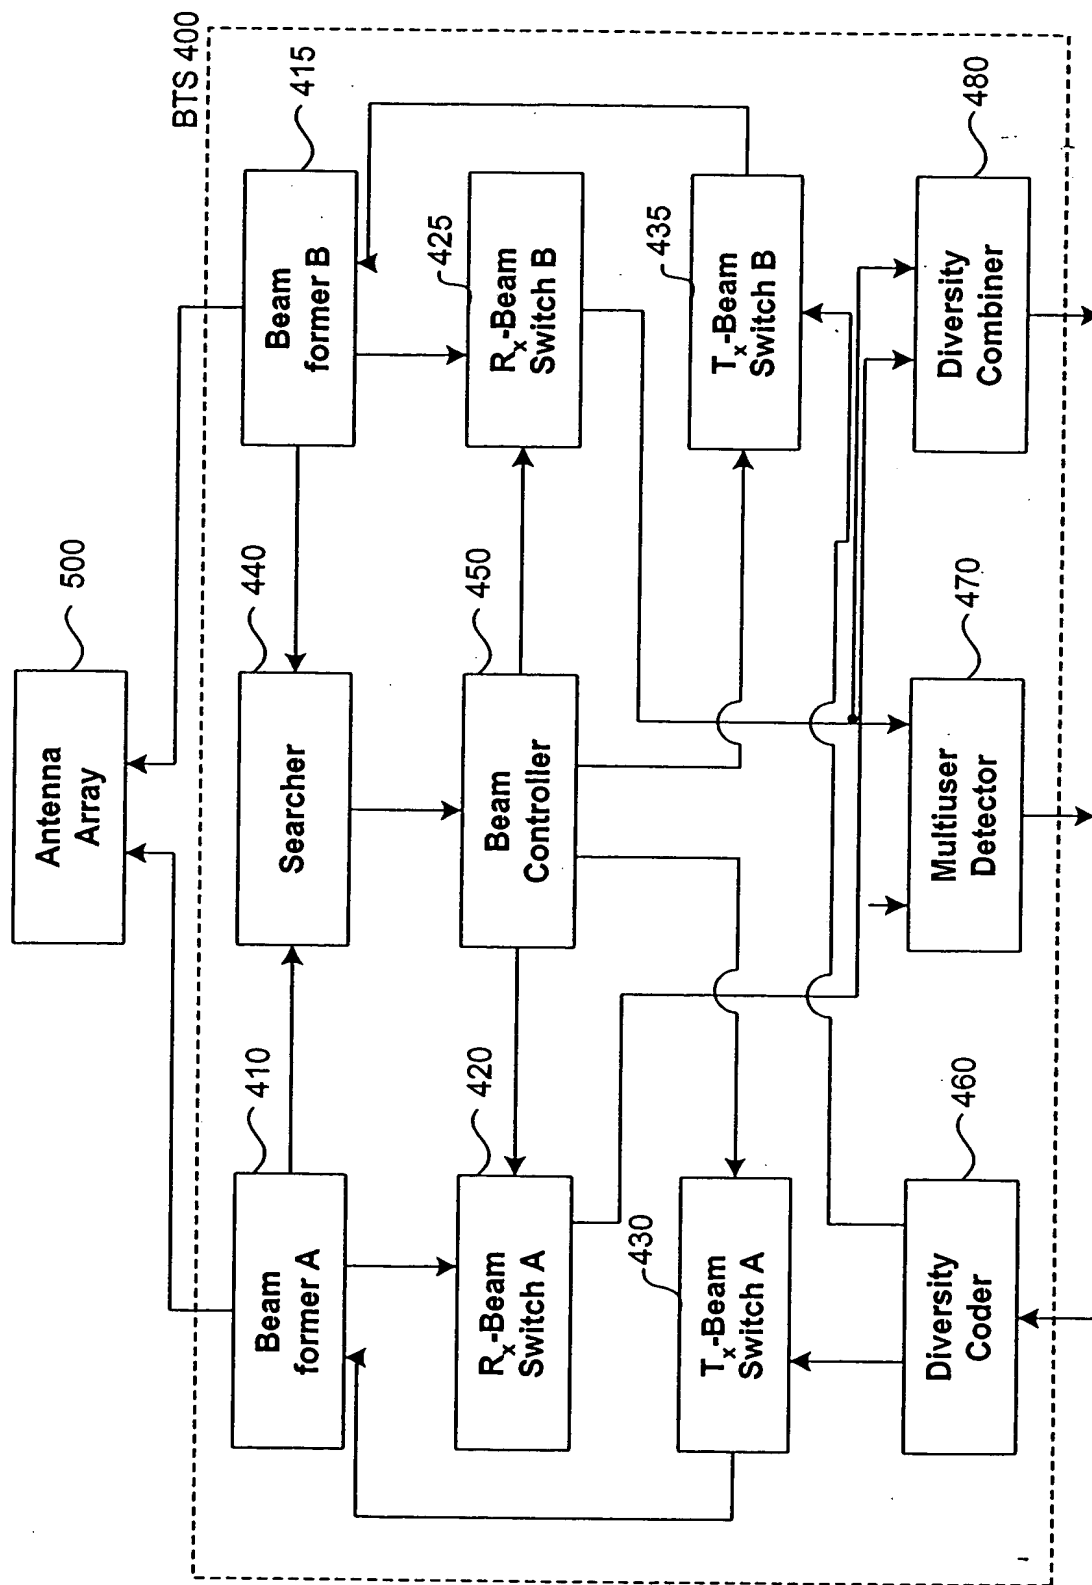 BTS 400
500
Antenna
Array
410
Beam
former A
440
Searcher
415
Beam
former B
420
Rx-Beam
Switch A
450
Beam
Controller
425
Rx-Beam
Switch B
430
Tx-Beam
Switch A
435
Tx-Beam
Switch B
460
Diversity
Coder
470
Multiuser
Detector
480
Diversity
Combiner